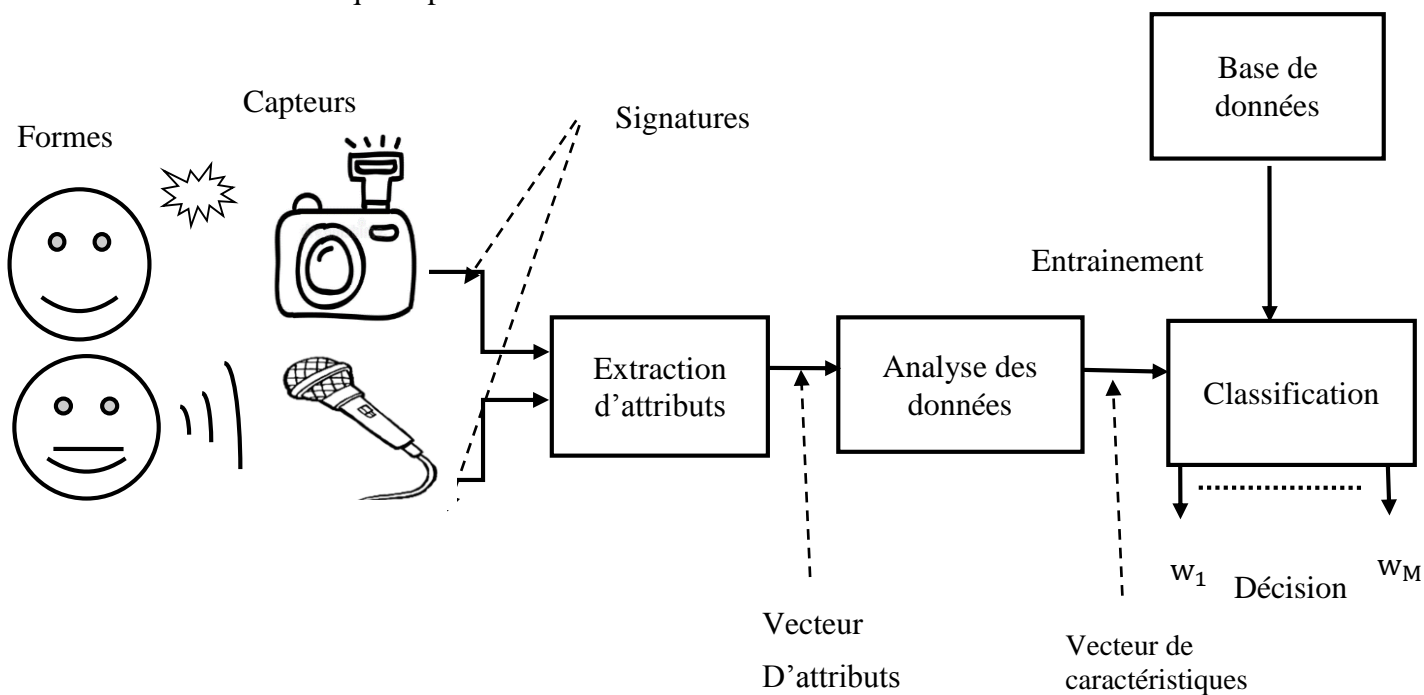 Capteurs
Formes
Signatures
Base de
données
Entrainement
Extraction
d’attributs
Analyse des
données
Classification
w₁
Décision
w_M
Vecteur
D’attributs
Vecteur de
caractéristiques